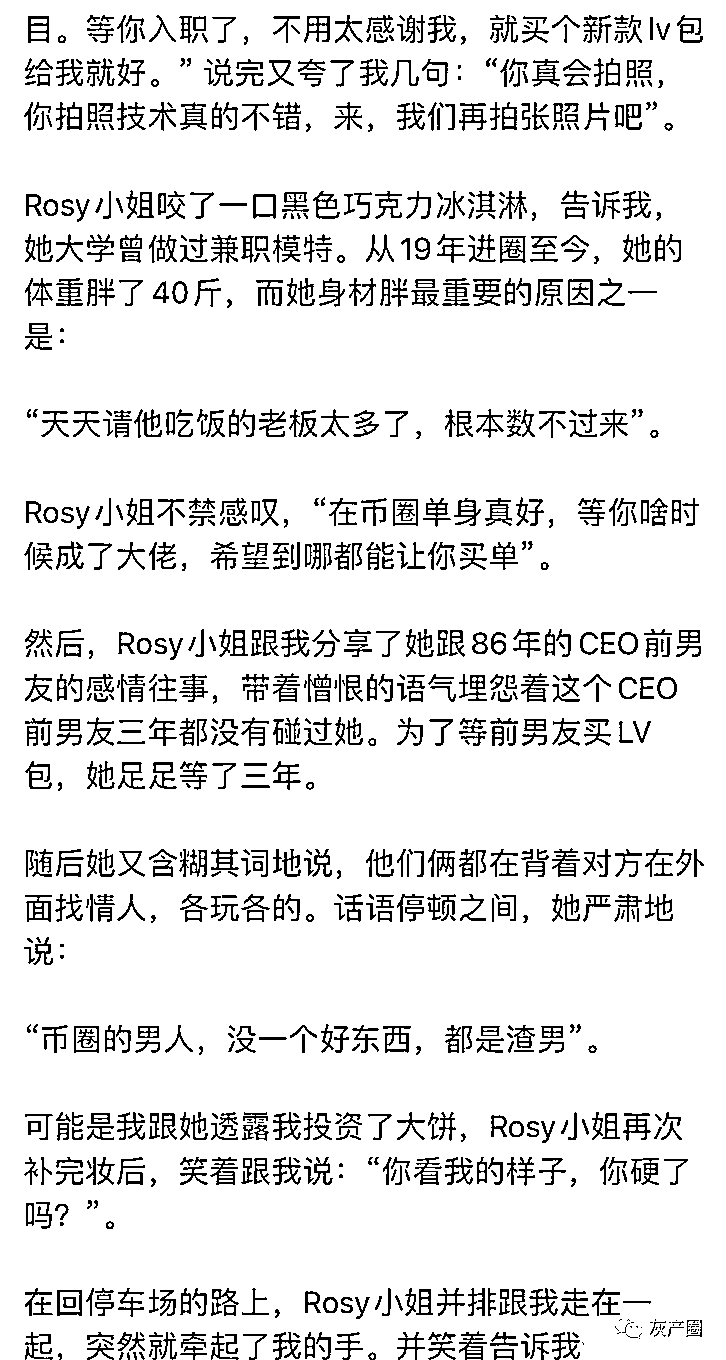 目。等你入职了，不用太感谢我，就买个新款lv包
给我就好。”说完又夸了我几句：“你真会拍照，
你拍照技术真的不错，来，我们再拍张照片吧”。
Rosy小姐咬了一口黑色巧克力冰淇淋，告诉我，
她大学曾做过兼职模特。从19年进圈至今，她的
体重胖了40斤，而她身材胖最重要的原因之一
是：
“天天请他吃饭的老板太多了，根本数不过来”。
Rosy小姐不禁感叹，“在币圈单身真好，等你啥时
候成了大佬，希望到哪都能让你买单”。
然后，Rosy小姐跟我分享了她跟86年的CEO前男
友的感情往事，带着憎恨的语气埋怨着这个CEO
前男友三年都没有碰过她。为了等前男友买LV
包，她足足等了三年。
随后她又含糊其词地说，他们俩都在背着对方在外
面找情人，各玩各的。话语停顿之间，她严肃地
说：
“币圈的男人，没一个好东西，都是渣男”。
可能是我跟她透露我投资了大饼，Rosy小姐再次
补完妆后，笑着跟我说：“你看我的样子，你硬了
吗？”。
在回停车场的路上，Rosy小姐并排跟我走在一
起，突然就牵起了我的手。并笑着告诉我
灰产圈